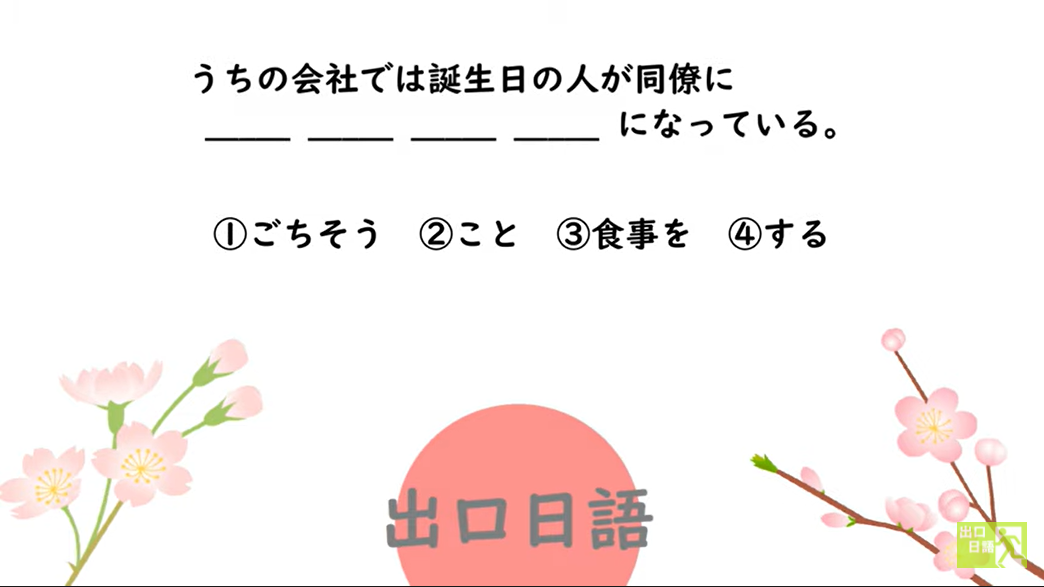 うちの会社では誕生日の人が同僚に
____ ____ ____ ____ になっている。
①ごちそう ②こと ③食事を ④する
出口日語
出口
日語